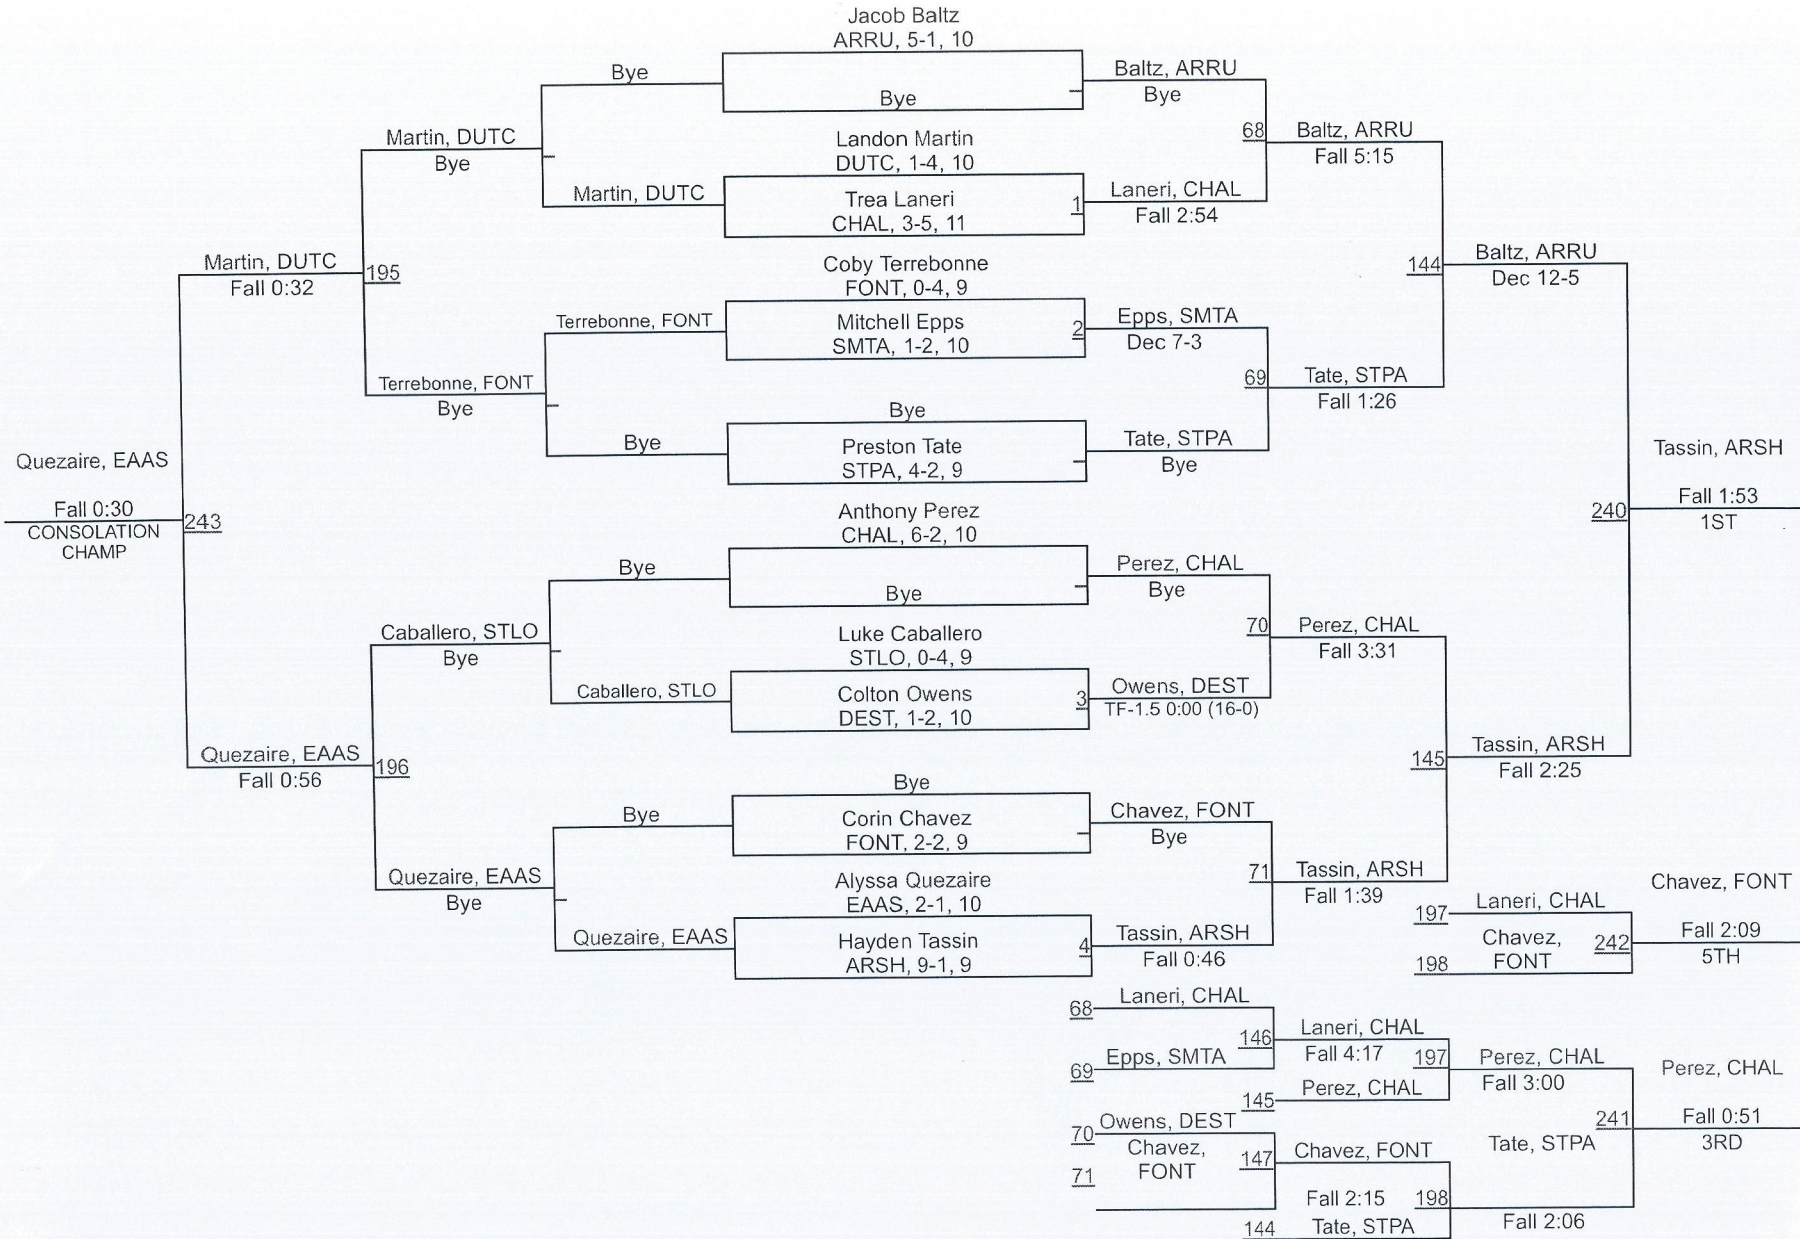 Jacob Baltz
ARRU, 5-1, 10
Bye
Baltz, ARRU
Bye
Bye
68
Baltz, ARRU
Fall 5:15
Martin, DUTC
Bye
Landon Martin
DUTC, 1-4, 10
Martin, DUTC
Trea Laneri
CHAL, 3-5, 11
1
Laneri, CHAL
Fall 2:54
Martin, DUTC
Fall 0:32
195
Coby Terrebonne
FONT, 0-4, 9
144
Baltz, ARRU
Dec 12-5
Terrebonne, FONT
Mitchell Epps
SMTA, 1-2, 10
2
Epps, SMTA
Dec 7-3
Terrebonne, FONT
Bye
69
Tate, STPA
Fall 1:26
Bye
Bye
Preston Tate
STPA, 4-2, 9
Tate, STPA
Bye
Quezaire, EAAS
Fall 0:30
CONSOLATION
CHAMP
243
Tassin, ARSH
Fall 1:53
1ST
240
Anthony Perez
CHAL, 6-2, 10
Bye
Bye
Perez, CHAL
Bye
Caballero, STLO
Bye
Luke Caballero
STLO, 0-4, 9
70
Perez, CHAL
Fall 3:31
Caballero, STLO
Colton Owens
DEST, 1-2, 10
3
Owens, DEST
TF-1.5 0:00 (16-0)
Quezaire, EAAS
Fall 0:56
196
145
Tassin, ARSH
Fall 2:25
Bye
Bye
Corin Chavez
FONT, 2-2, 9
Chavez, FONT
Bye
Quezaire, EAAS
Bye
Alyssa Quezaire
EAAS, 2-1, 10
71
Tassin, ARSH
Fall 1:39
Quezaire, EAAS
Hayden Tassin
ARSH, 9-1, 9
4
Tassin, ARSH
Fall 0:46
197
Laneri, CHAL
Chavez, FONT
Chavez,
FONT
198
242
Fall 2:09
5TH
68
Laneri, CHAL
146
Laneri, CHAL
Fall 4:17
69
Epps, SMTA
197
Perez, CHAL
Fall 3:00
145
Perez, CHAL
Perez, CHAL
70
Owens, DEST
241
Fall 0:51
3RD
Chavez,
FONT
71
147
Chavez, FONT
Tate, STPA
Fall 2:15
198
Fall 2:06
144
Tate, STPA